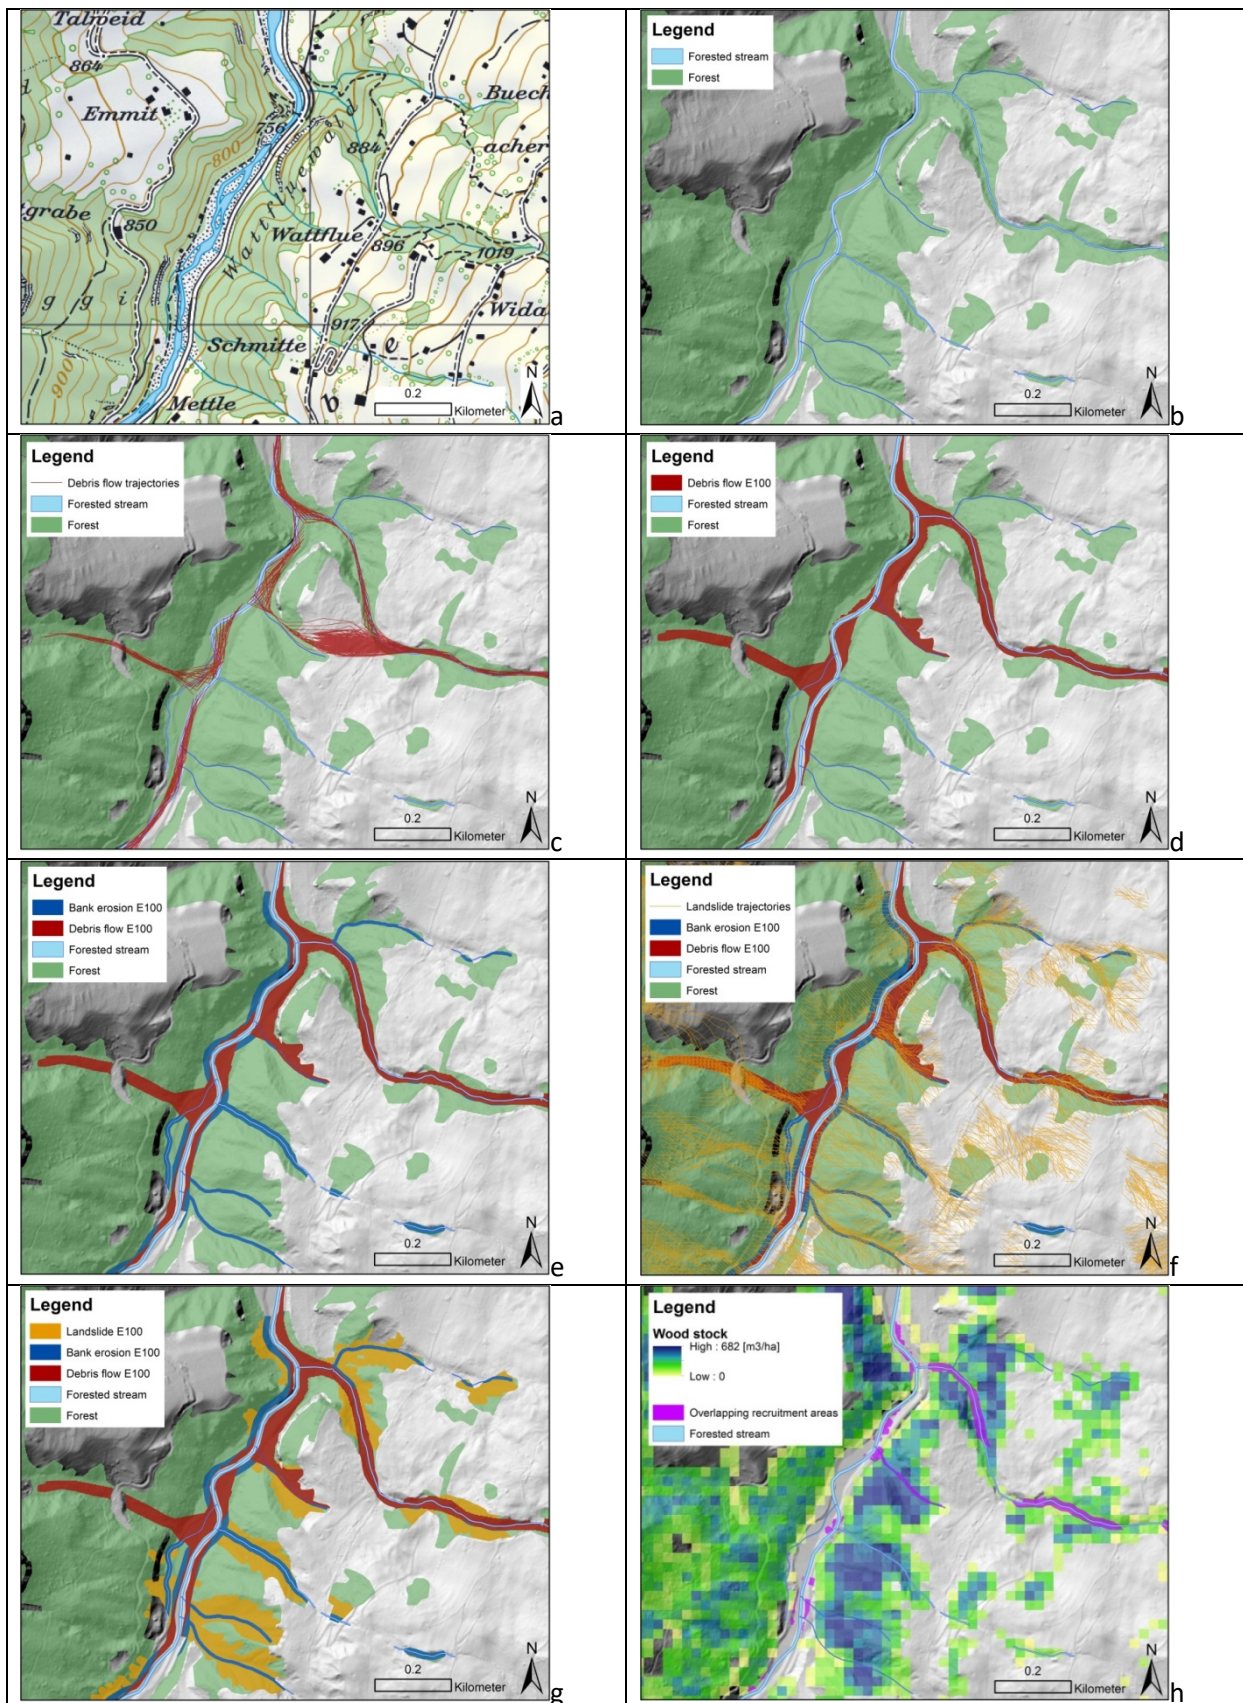 Talweid
864
Emmit
756
800
884
Buech
acher
Wattfluewald
grabe
850
Wattflue
896
1019
g g i
Wida
917
Schmitte
e
900
b
Mettle
N
0.2
Kilometer
a
Legend
Forested stream
Forest
N
0.2
Kilometer
b
Legend
Debris flow trajectories
Forested stream
Forest
N
0.2
Kilometer
c
Legend
Debris flow E100
Forested stream
Forest
N
0.2
Kilometer
d
Legend
Bank erosion E100
Debris flow E100
Forested stream
Forest
N
0.2
Kilometer
e
Legend
Landslide trajectories
Bank erosion E100
Debris flow E100
Forested stream
Forest
N
0.2
Kilometer
f
Legend
Landslide E100
Bank erosion E100
Debris flow E100
Forested stream
Forest
N
0.2
Kilometer
g
Legend
Wood stock
High : 682 [m3/ha]
Low : 0
Overlapping recruitment areas
Forested stream
N
0.2
Kilometer
h